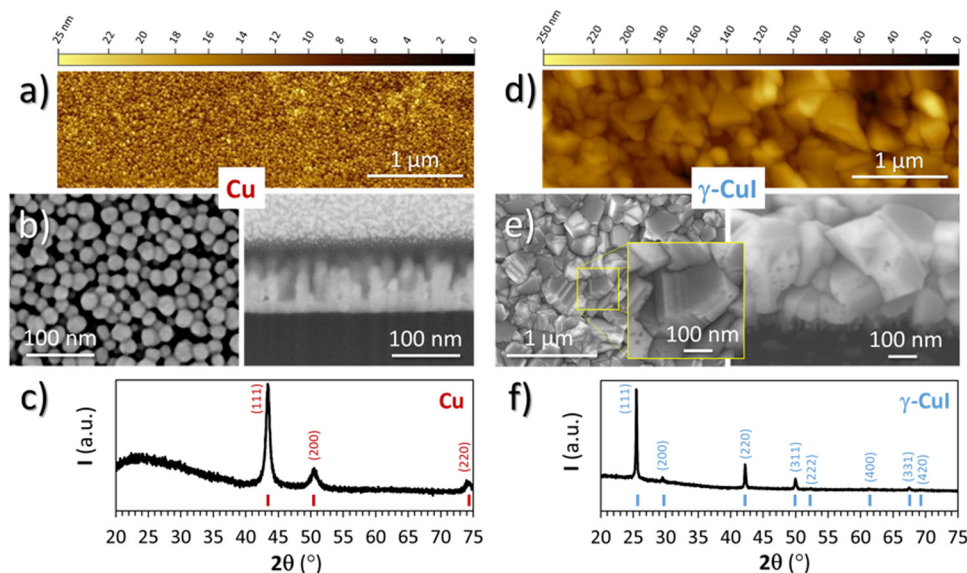 25 nm 22 20 18 16 14 12 10 8 6 4 2 0
a)
1 µm
Cu
b)
100 nm
100 nm
c)
I (a.u.)
(111)
(200)
(220)
Cu
20 25 30 35 40 45 50 55 60 65 70 75
2θ (°)
250 nm 220 200 180 160 140 120 100 80 60 40 20 0
d)
1 µm
γ-CuI
e)
1 µm
100 nm
100 nm
f)
I (a.u.)
(111)
(200)
(220)
(311)
(222)
(400)
(331)
(420)
γ-CuI
20 25 30 35 40 45 50 55 60 65 70 75
2θ (°)